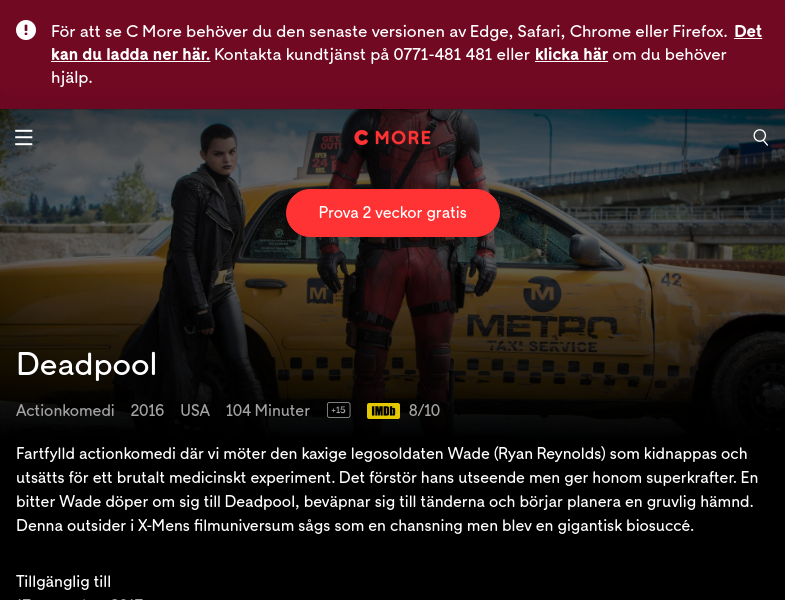 För att se C More behöver du den senaste versionen av Edge, Safari, Chrome eller Firefox. Det
kan du ladda ner här. Kontakta kundtjänst på 0771-481 481 eller klicka här om du behöver
hjälp.
C MORE
Prova 2 veckor gratis
42
M
M
METRO
TAXI SERVICE
Deadpool
Actionkomedi 2016 USA 104 Minuter +15 IMDb 8/10
Fartfylld actionkomedi där vi möter den kaxige legosoldaten Wade (Ryan Reynolds) som kidnappas och
utsätts för ett brutalt medicinskt experiment. Det förstör hans utseende men ger honom superkrafter. En
bitter Wade döper om sig till Deadpool, beväpnar sig till tänderna och börjar planera en gruvlig hämnd.
Denna outsider i X-Mens filmuniversum sågs som en chansning men blev en gigantisk biosuccé.
Tillgänglig till